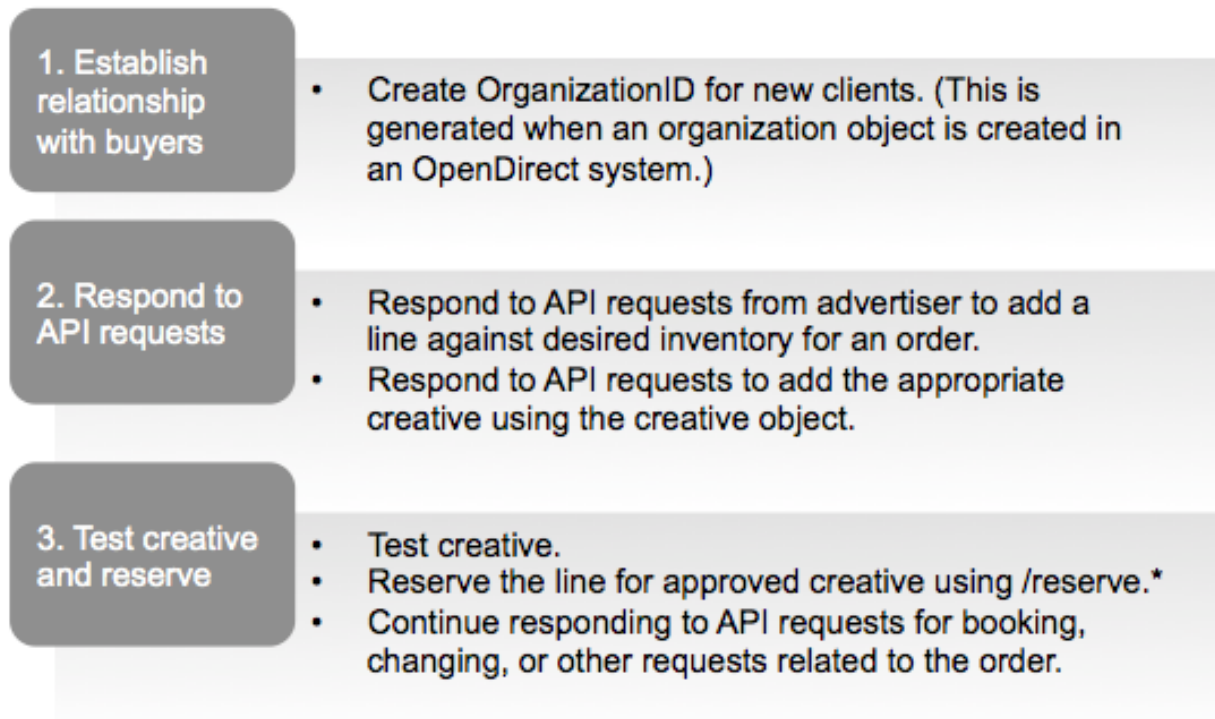 1. Establish
relationship
with buyers
• Create OrganizationID for new clients. (This is
generated when an organization object is created in
an OpenDirect system.)
2. Respond to
API requests
• Respond to API requests from advertiser to add a
line against desired inventory for an order.
• Respond to API requests to add the appropriate
creative using the creative object.
3. Test creative
and reserve
• Test creative.
• Reserve the line for approved creative using /reserve.*
• Continue responding to API requests for booking,
changing, or other requests related to the order.